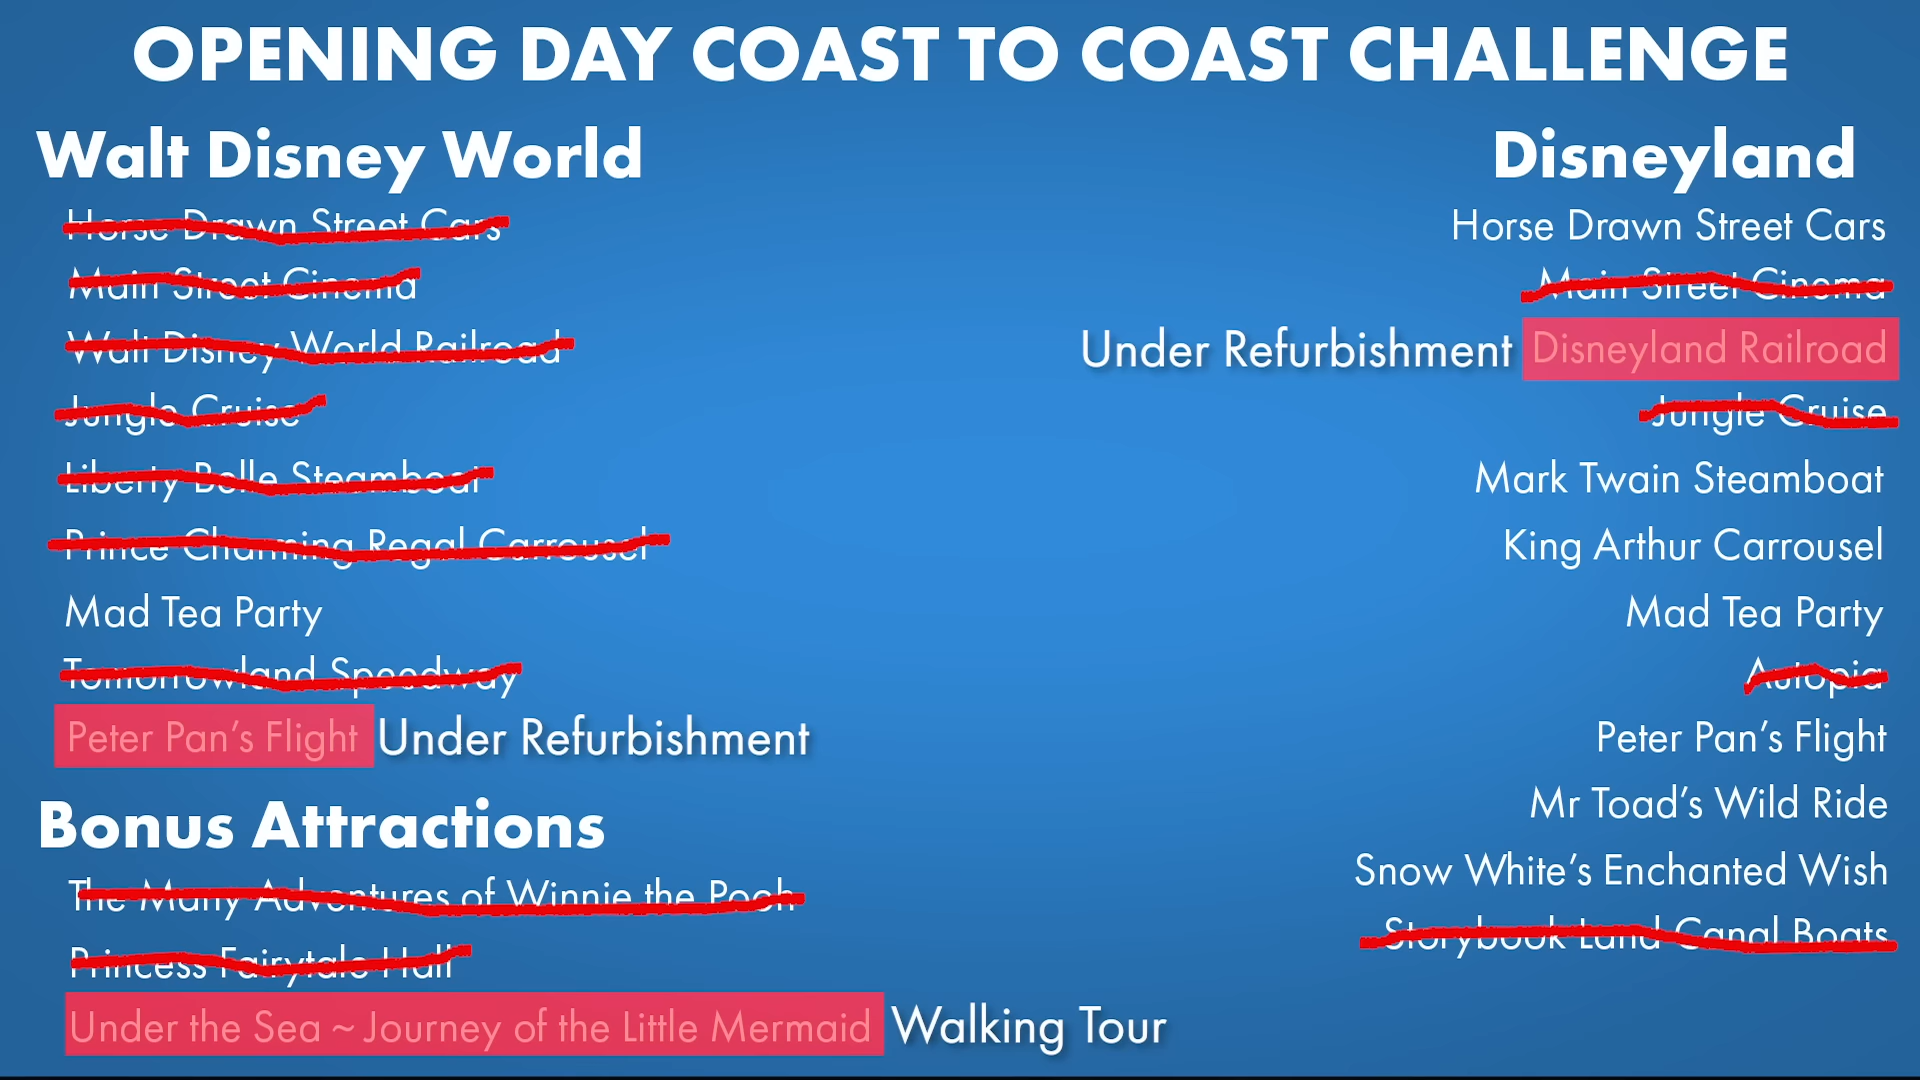 OPENING DAY COAST TO COAST CHALLENGE
Walt Disney World
Horse Drawn Street Cars
Main Street Cinema
Walt Disney World Railroad
Jungle Cruise
Liberty Belle Steamboat
Prince Charming Regal Carrousel
Mad Tea Party
Tomorrowland Speedway
Peter Pan's Flight Under Refurbishment
Bonus Attractions
The Many Adventures of Winnie the Pooh
Princess Fairytale Hall
Under the Sea ~ Journey of the Little Mermaid Walking Tour
Disneyland
Horse Drawn Street Cars
Main Street Cinema
Under Refurbishment Disneyland Railroad
Jungle Cruise
Mark Twain Steamboat
King Arthur Carrousel
Mad Tea Party
Autopia
Peter Pan's Flight
Mr Toad's Wild Ride
Snow White's Enchanted Wish
Storybook Land Canal Boats